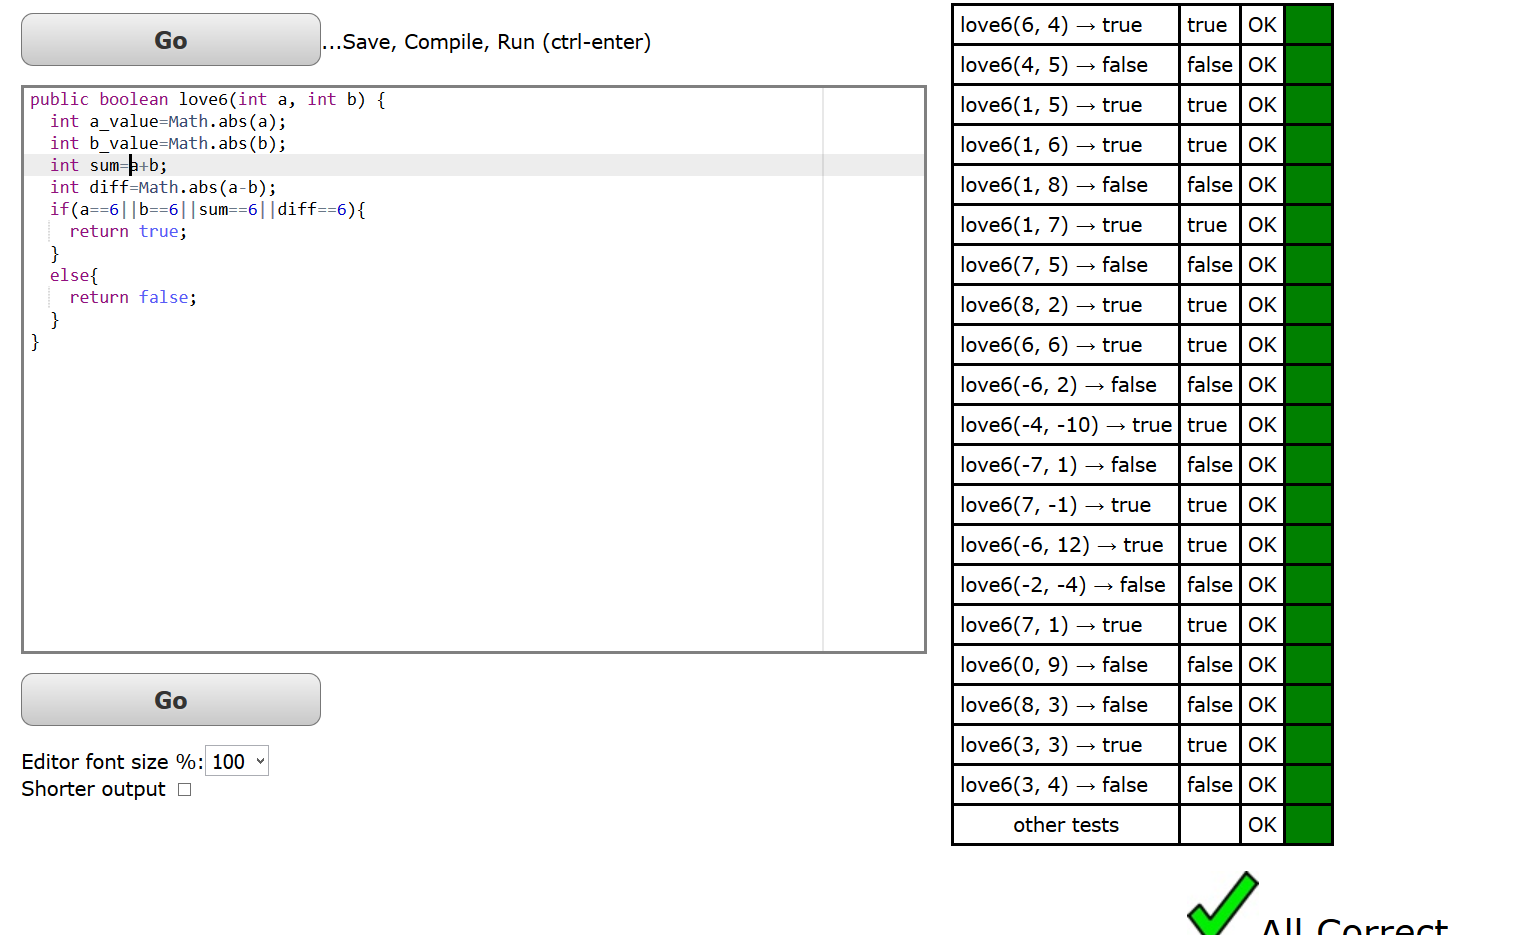 Go
...Save, Compile, Run (ctrl-enter)
public boolean love6(int a, int b) {
int a_value=Math.abs(a);
int b_value=Math.abs(b);
int sum=a+b;
int diff=Math.abs(a-b);
if(a==6||b==6||sum==6||diff==6){
return true;
}
else{
return false;
}
}
Go
Editor font size %: 100
Shorter output
love6(6, 4) → true true OK
love6(4, 5) → false false OK
love6(1, 5) → true true OK
love6(1, 6) → true true OK
love6(1, 8) → false false OK
love6(1, 7) → true true OK
love6(7, 5) → false false OK
love6(8, 2) → true true OK
love6(6, 6) → true true OK
love6(-6, 2) → false false OK
love6(-4, -10) → true true OK
love6(-7, 1) → false false OK
love6(7, -1) → true true OK
love6(-6, 12) → true true OK
love6(-2, -4) → false false OK
love6(7, 1) → true true OK
love6(0, 9) → false false OK
love6(8, 3) → false false OK
love6(3, 3) → true true OK
love6(3, 4) → false false OK
other tests OK
All Correct